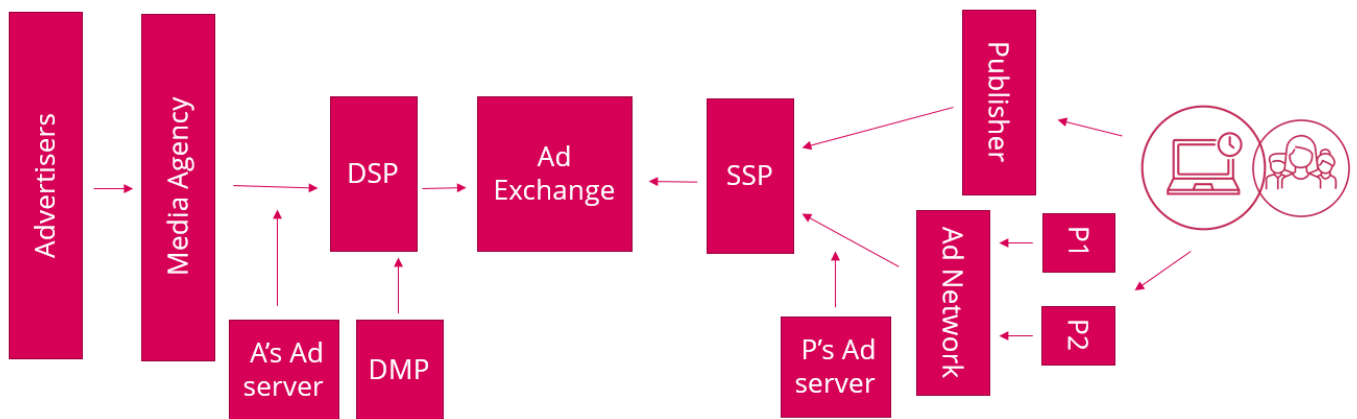 Advertisers
Media Agency
A's Ad
server
DSP
DMP
Ad
Exchange
SSP
P's Ad
server
Publisher
Ad Network
P1
P2